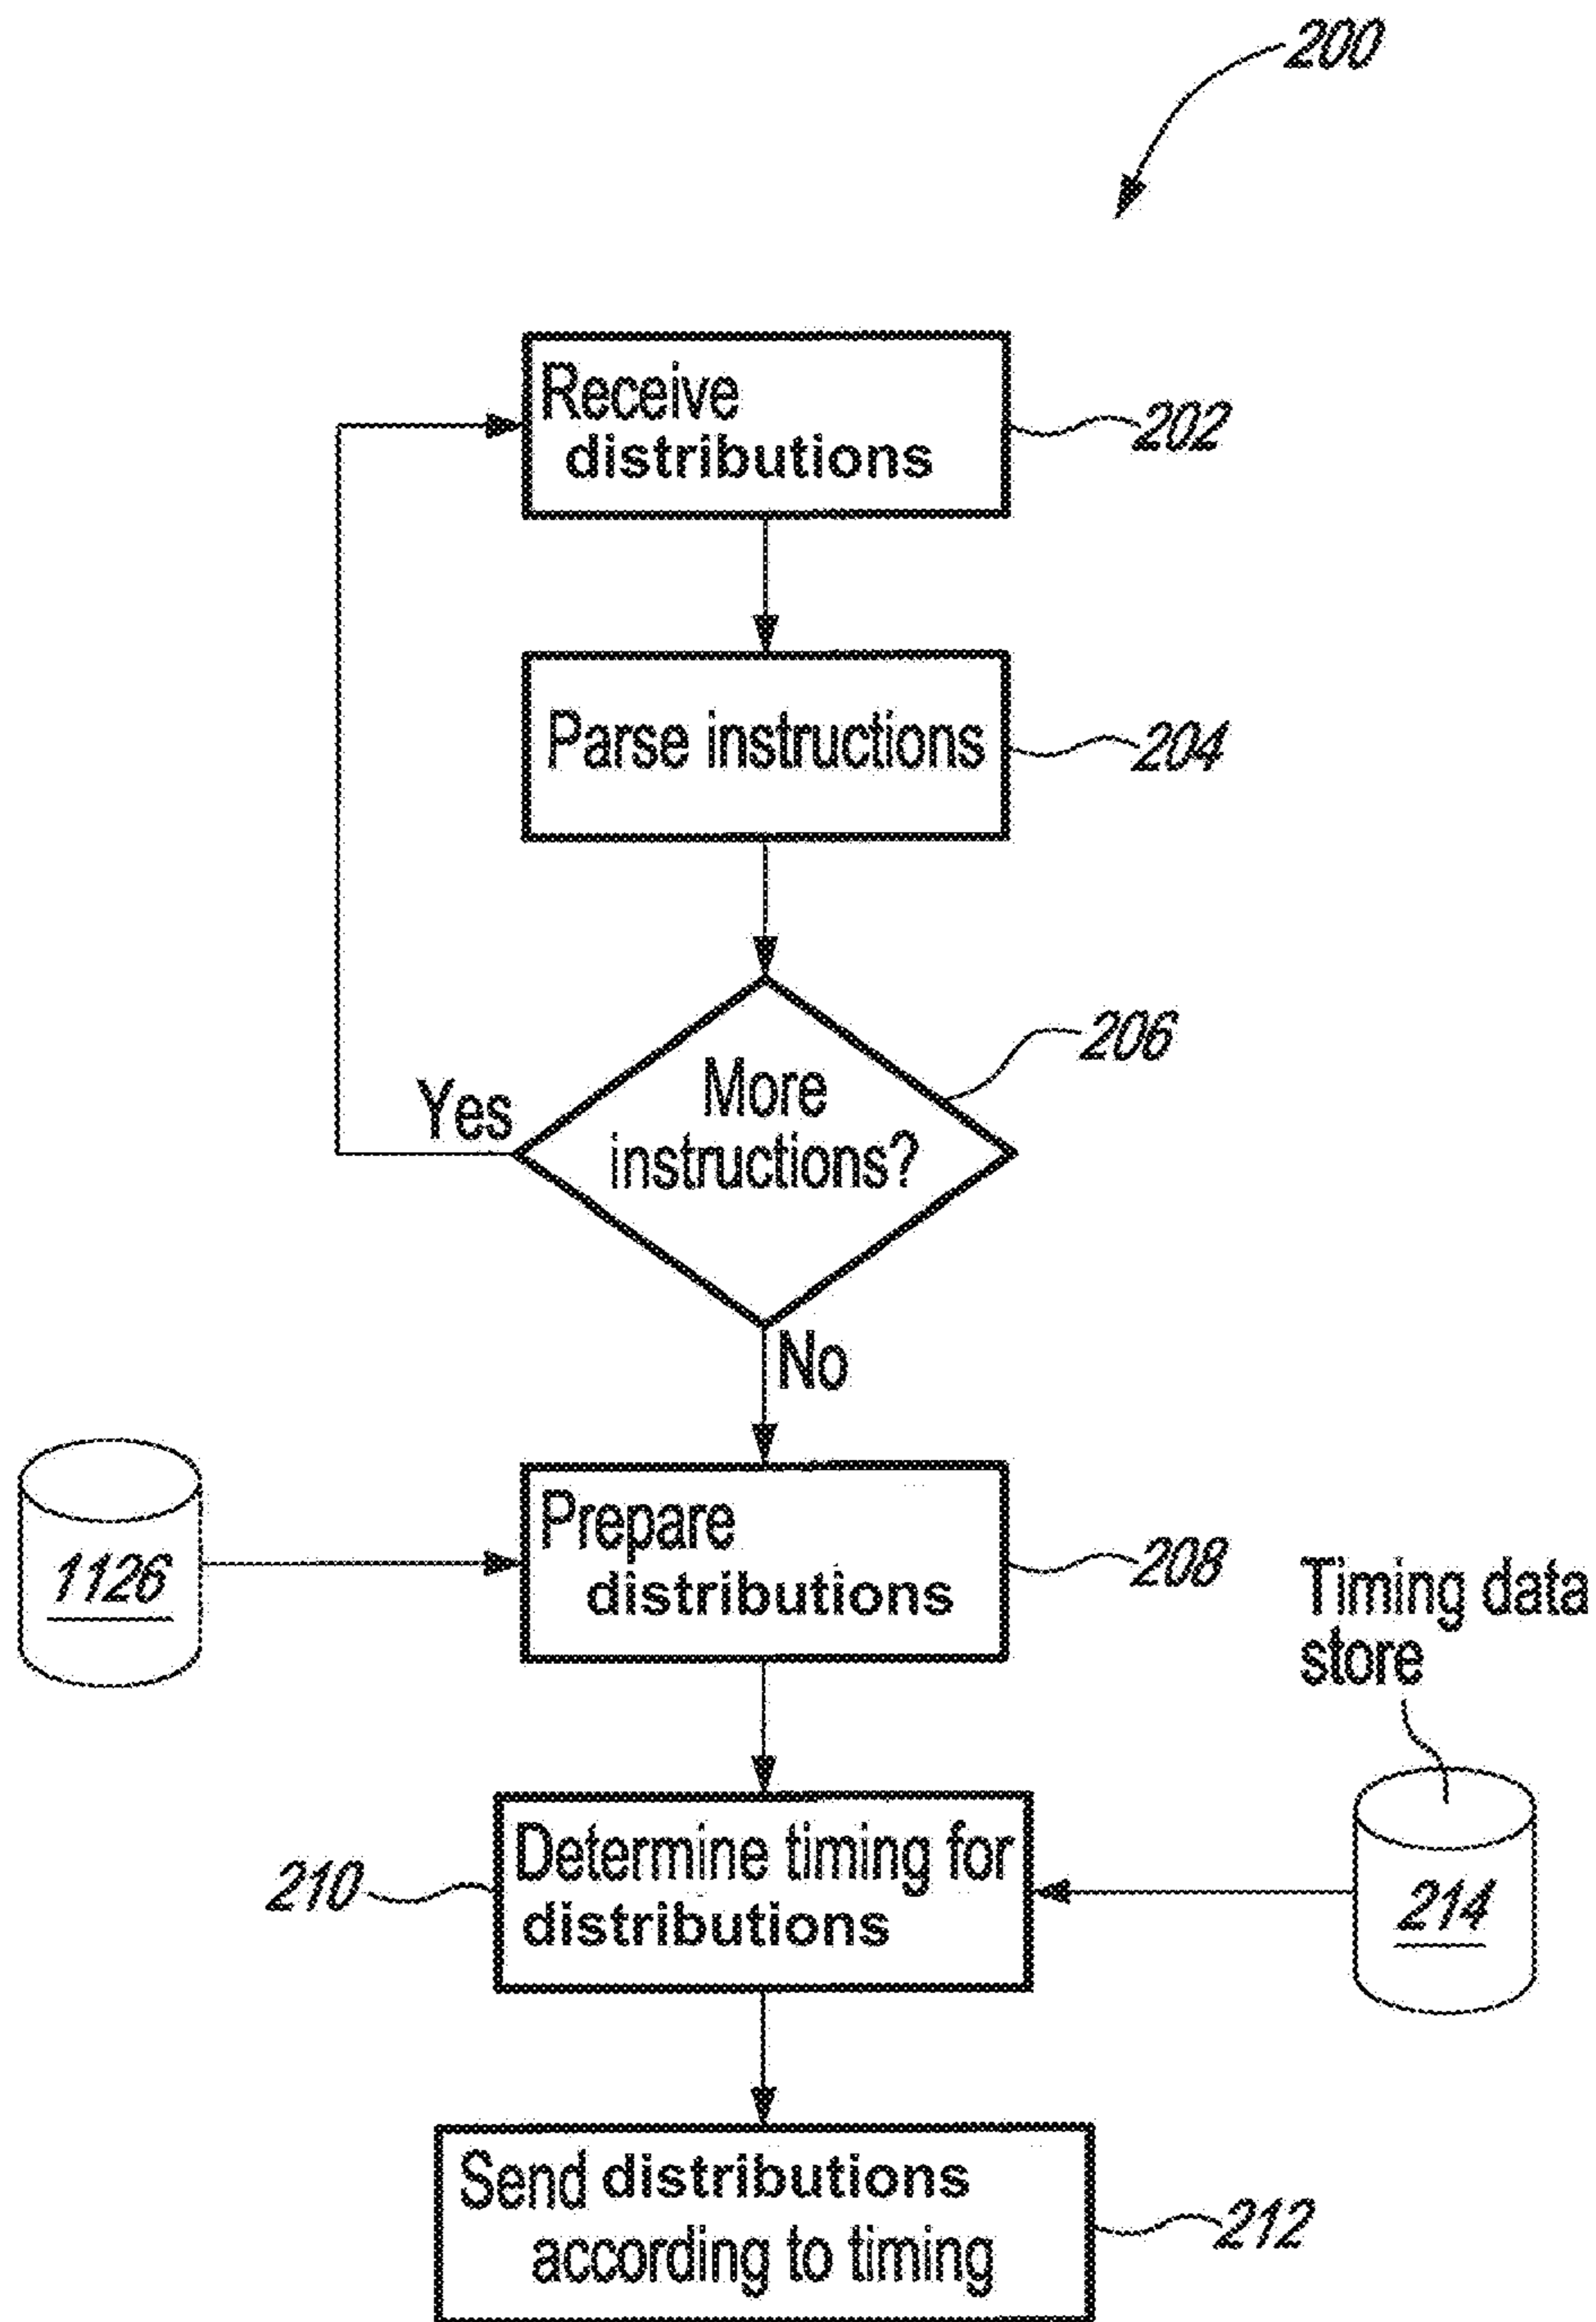 200
Receive
distributions
202
Parse instructions
204
206
More
instructions?
Yes
No
1126
Prepare
distributions
208
Timing data
store
210
Determine timing for
distributions
214
Send distributions
according to timing
212